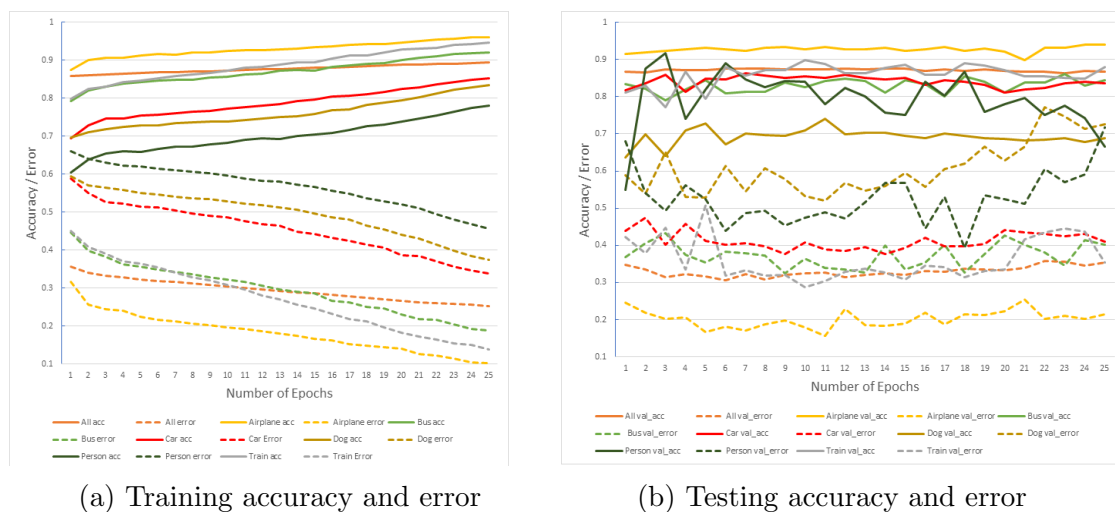 1
0.9
0.8
0.7
0.6
0.5
0.4
0.3
0.2
0.1
Accuracy / Error
1 2 3 4 5 6 7 8 9 10 11 12 13 14 15 16 17 18 19 20 21 22 23 24 25
Number of Epochs
All acc All error Airplane acc Airplane error Bus acc
Bus error Car acc Car Error Dog acc Dog error
Person acc Person error Train acc Train Error
(a) Training accuracy and error
1
0.9
0.8
0.7
0.6
0.5
0.4
0.3
0.2
0.1
Accuracy / Error
1 2 3 4 5 6 7 8 9 10 11 12 13 14 15 16 17 18 19 20 21 22 23 24 25
Number of Epochs
All val_acc All val_error Airplane val_acc Airplane val_error Bus val_acc
Bus val_error Car val_acc Car val_error Dog val_acc Dog val_error
Person val_acc Person val_error Train val_acc Train val_error
(b) Testing accuracy and error